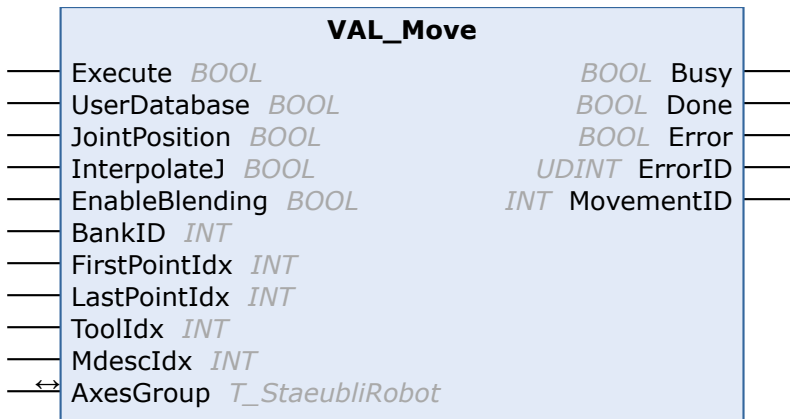 VAL_Move
Execute BOOL BOOL Busy
UserDatabase BOOL BOOL Done
JointPosition BOOL BOOL Error
InterpolateJ BOOL UDINT ErrorID
EnableBlending BOOL INT MovementID
BankID INT
FirstPointIdx INT
LastPointIdx INT
ToolIdx INT
MdescIdx INT
↔ AxesGroup T_StaeubliRobot